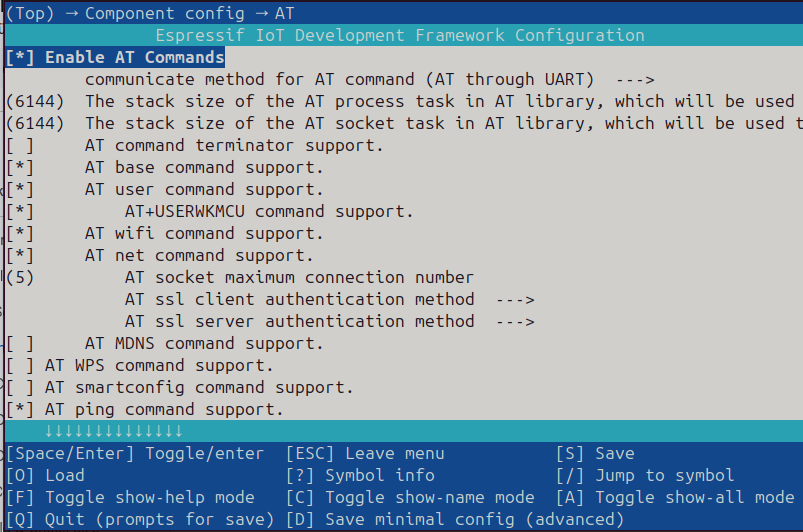 (Top) → Component config → AT
Espressif IoT Development Framework Configuration
[*] Enable AT Commands
communicate method for AT command (AT through UART)  --->
(6144)  The stack size of the AT process task in AT library, which will be used
(6144)  The stack size of the AT socket task in AT library, which will be used t
[ ]     AT command terminator support.
[*]     AT base command support.
[*]     AT user command support.
[*]         AT+USERWKMCU command support.
[*]     AT wifi command support.
[*]     AT net command support.
(5)         AT socket maximum connection number
AT ssl client authentication method  --->
AT ssl server authentication method  --->
[ ]     AT MDNS command support.
[ ] AT WPS command support.
[ ] AT smartconfig command support.
[*] AT ping command support.
↓↓↓↓↓↓↓↓↓↓↓↓↓↓
[Space/Enter] Toggle/enter  [ESC] Leave menu           [S] Save
[O] Load                    [?] Symbol info            [/] Jump to symbol
[F] Toggle show-help mode   [C] Toggle show-name mode  [A] Toggle show-all mode
[Q] Quit (prompts for save) [D] Save minimal config (advanced)